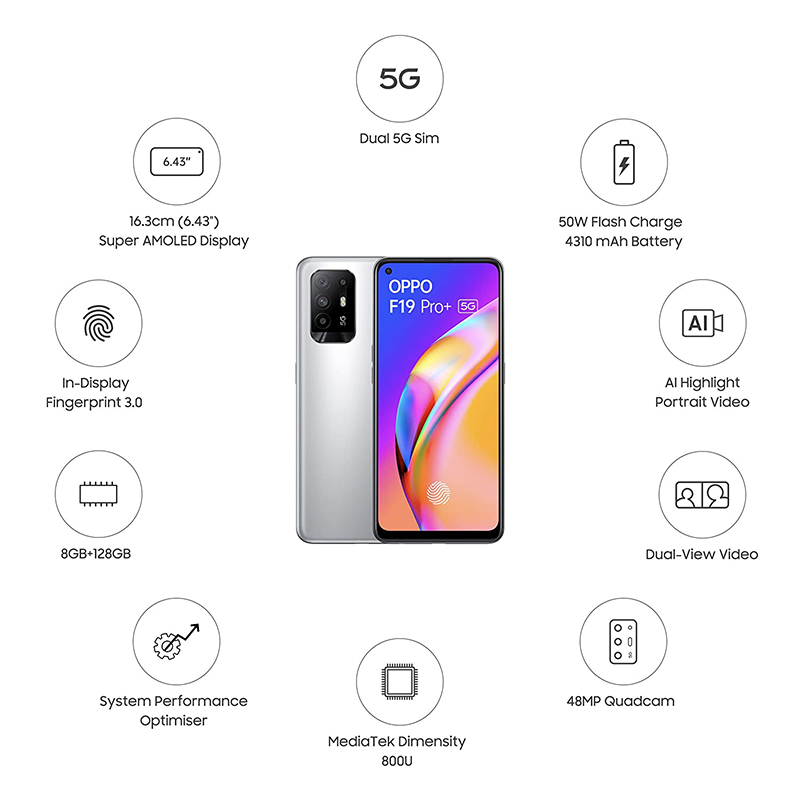 5G
Dual 5G Sim
6.43"
16.3cm (6.43")
Super AMOLED Display
50W Flash Charge
4310 mAh Battery
OPPO
F19 Pro+ 5G
5G
In-Display
Fingerprint 3.0
AI
AI Highlight
Portrait Video
8GB+128GB
Dual-View Video
System Performance
Optimiser
MediaTek Dimensity
800U
5G
48MP Quadcam